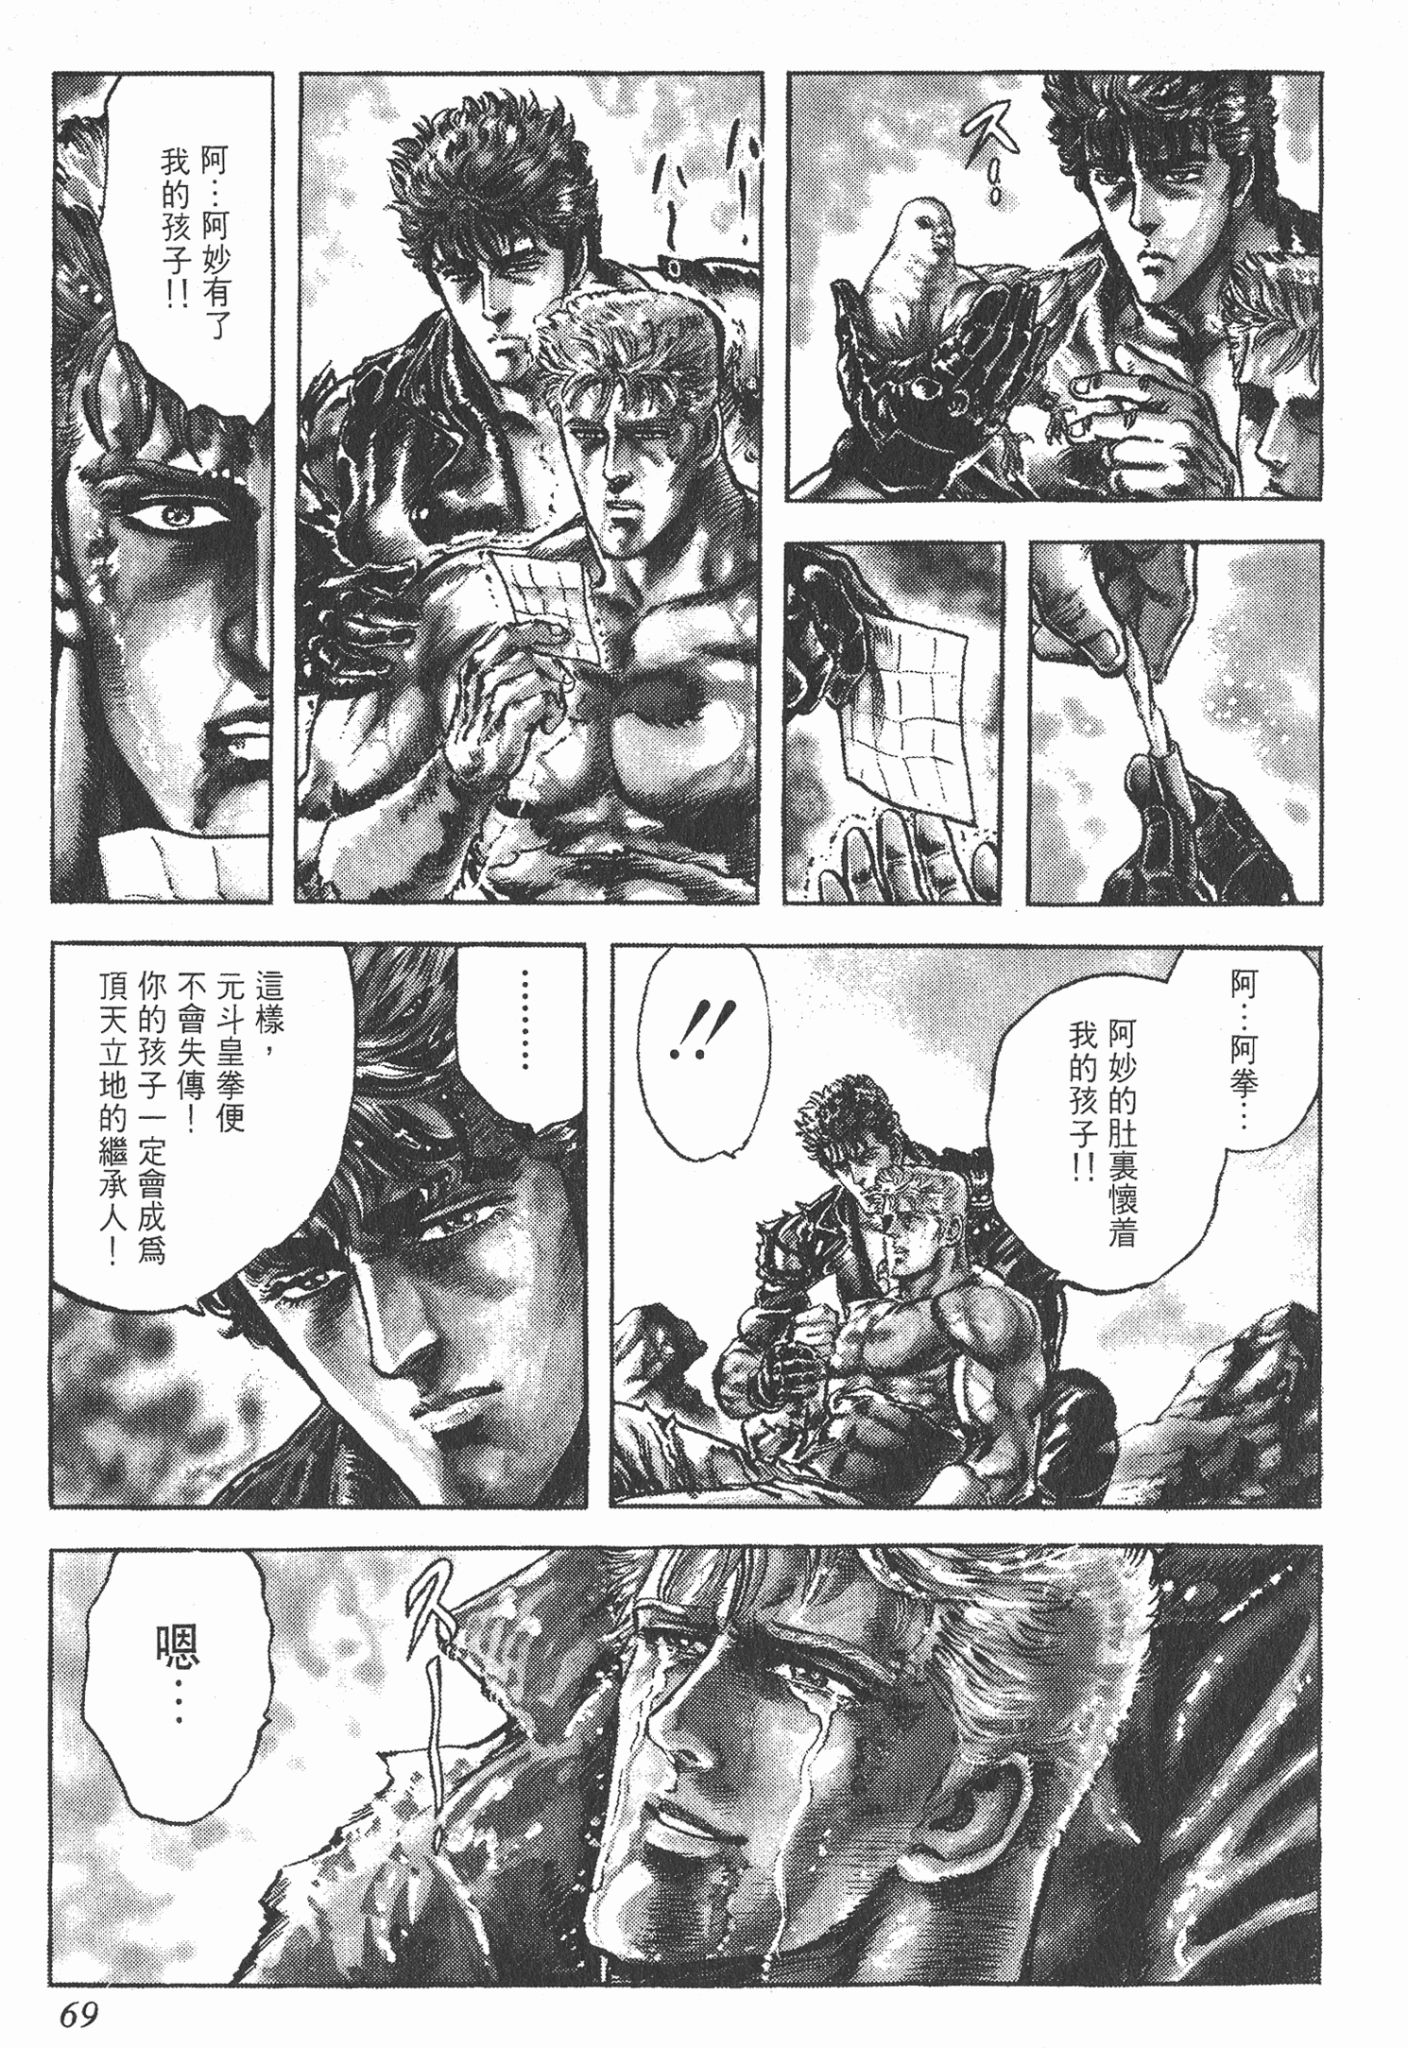 ス…
阿…阿妙有了
我的孩子!!
阿…阿拳…
阿妙的肚裏懷着
我的孩子!!
!!
………
這樣，
元斗皇拳便
不會失傳！
你的孩子一定會成爲
頂天立地的繼承人！
嗯…
69